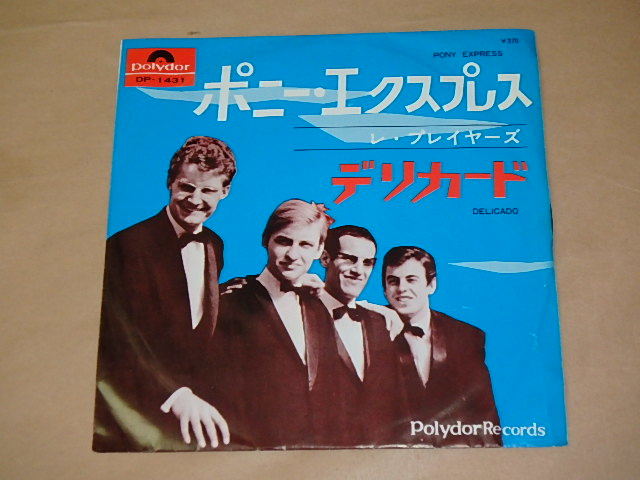 Polydor
DP-1431
¥370
PONY EXPRESS
ポニー・エクスプレス
レ・プレイヤーズ
デリカード
DELICADO
PolydorRecords